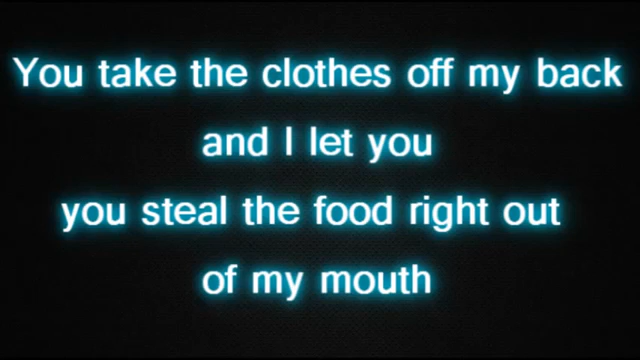 You take the clothes off my back
and I let you
you steal the food right out
of my mouth